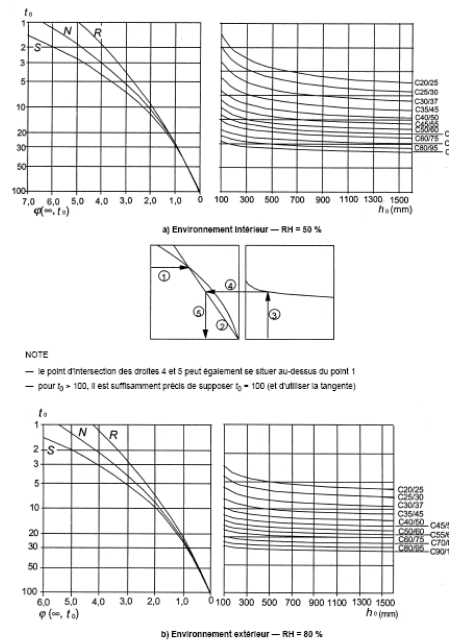 t₀
1
2
3
5
10
20
30
50
100
S
N
R
7,0 6,0 5,0 4,0 3,0 2,0 1,0 0
φ(∞, t₀)
C20/25
C25/30
C30/37
C35/45
C40/50
C45/55
C50/60
C60/75
C80/95
100 300 500 700 900 1100 1300 1500
h₀ (mm)
a) Environnement Intérieur — RH = 50 %
1
4
5
2
3
NOTE
— le point d'intersection des droites 4 et 5 peut également se situer au-dessus du point 1
— pour t₀ > 100, il est suffisamment précis de supposer t₀ = 100 (et d'utiliser la tangente)
t₀
1
2
3
5
10
20
30
50
100
S
N
R
6,0 5,0 4,0 3,0 2,0 1,0 0
φ (∞, t₀)
C20/25
C25/30
C30/37
C35/45
C40/50
C50/60
C60/75
C80/95
100 300 500 700 900 1100 1300 1500
h₀ (mm)
b) Environnement extérieur — RH = 80 %